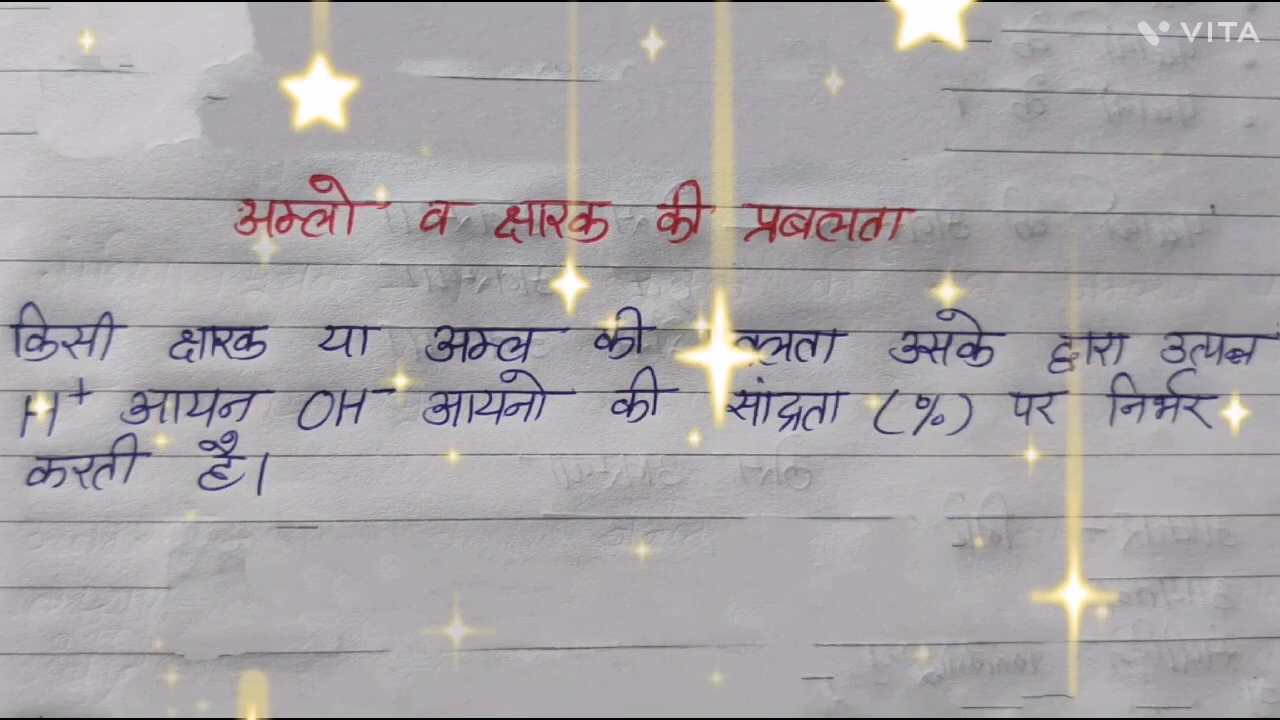 VITA
अम्लो व क्षारक की प्रबलता
किसी क्षारक या अम्ल की उसके द्वारा उत्पन्न
H⁺ आयन OH⁻ आयनो की सांद्रता (%) पर निर्भर
करती है।